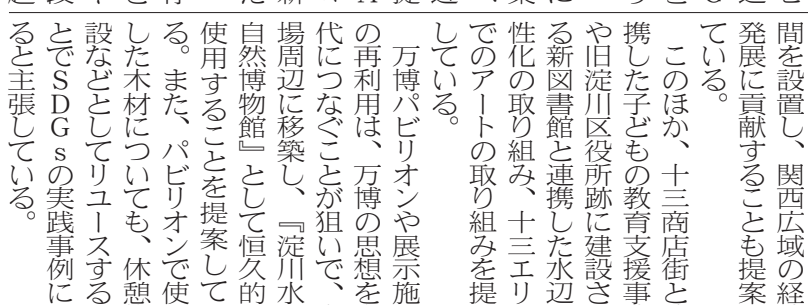 間を設置し、関西広域の経
発展に貢献することも提案
ている。
　このほか、十三商店街と
携した子どもの教育支援事
や旧淀川区役所跡に建設さ
る新図書館と連携した水辺
性化の取り組み、十三エリ
でのアートの取り組みを提
している。
　万博パビリオンや展示施
の再利用は、万博の思想を
代につなぐことが狙いで、
場周辺に移築し、『淀川水
自然博物館』として恒久的
使用することを提案して
る。また、パビリオンで使
した木材についても、休憩
設などとしてリユースする
とでSDGsの実践事例に
ると主張している。